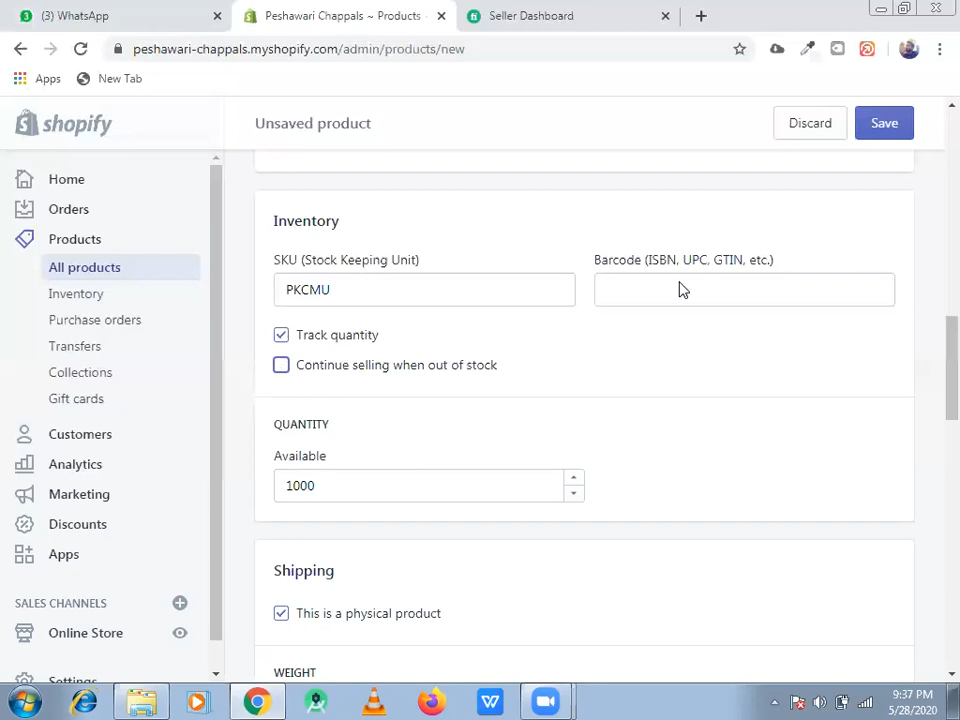 (3) WhatsApp
Peshawari Chappals ~ Products
Seller Dashboard
peshawari-chappals.myshopify.com/admin/products/new
Apps
New Tab
shopify
Unsaved product
Discard
Save
Home
Orders
Products
All products
Inventory
Purchase orders
Transfers
Collections
Gift cards
Customers
Analytics
Marketing
Discounts
Apps
SALES CHANNELS
Online Store
Settings
Inventory
SKU (Stock Keeping Unit)
Barcode (ISBN, UPC, GTIN, etc.)
PKCMU
Track quantity
Continue selling when out of stock
QUANTITY
Available
1000
Shipping
This is a physical product
WEIGHT
9:37 PM
5/28/2020